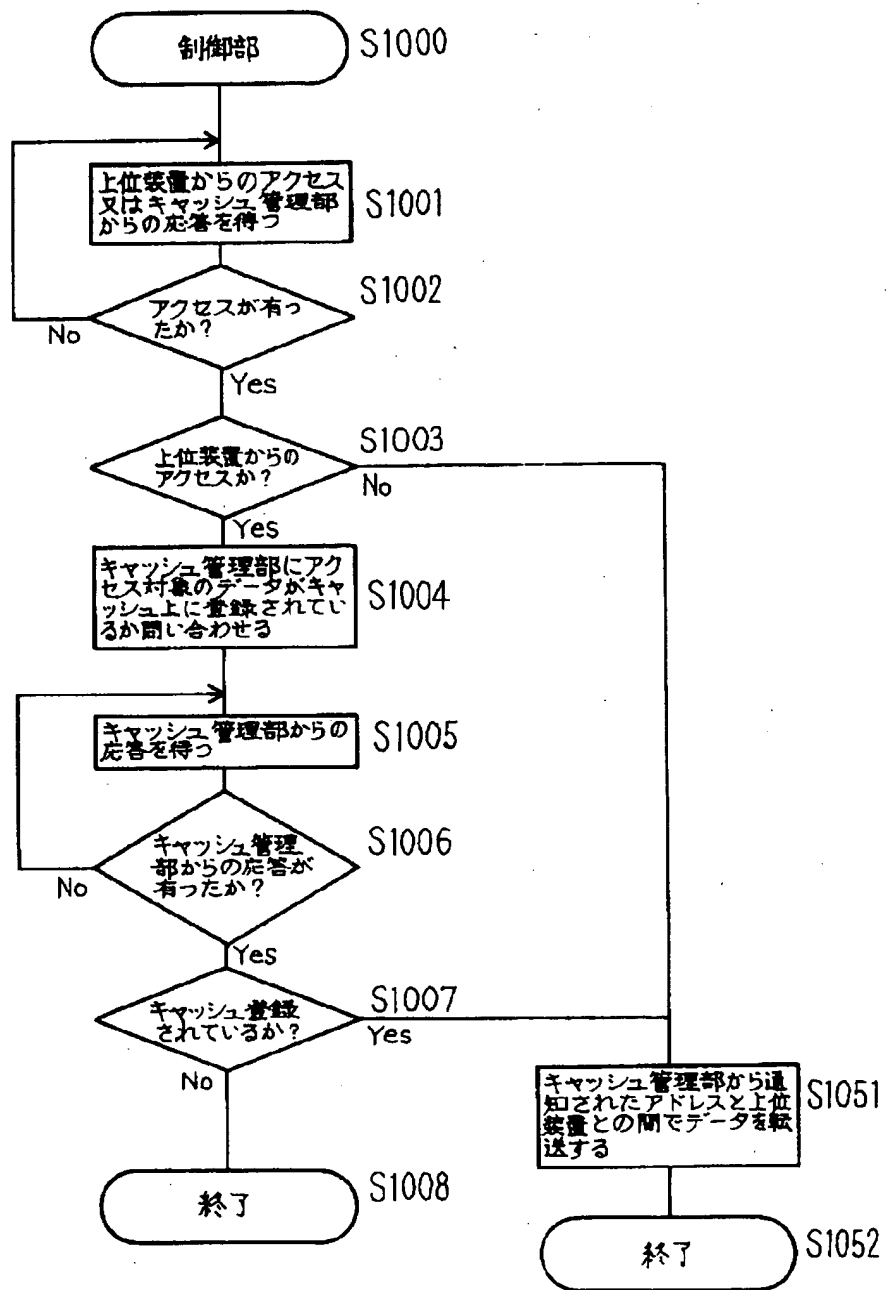 制御部
S1000
上位装置からのアクセス
又はキャッシュ管理部
からの応答を待つ
S1001
アクセスが有っ
たか?
S1002
No
Yes
上位装置からの
アクセスか?
S1003
No
Yes
キャッシュ管理部にアク
セス対象のデータがキャ
ッシュ上に登録されてい
るか問い合わせる
S1004
キャッシュ管理部からの
応答を待つ
S1005
キャッシュ管理
部からの応答が
有ったか?
S1006
No
Yes
キャッシュ登録
されているか?
S1007
Yes
No
キャッシュ管理部から通
知されたアドレスと上位
装置との間でデータを転
送する
S1051
終了
S1008
終了
S1052